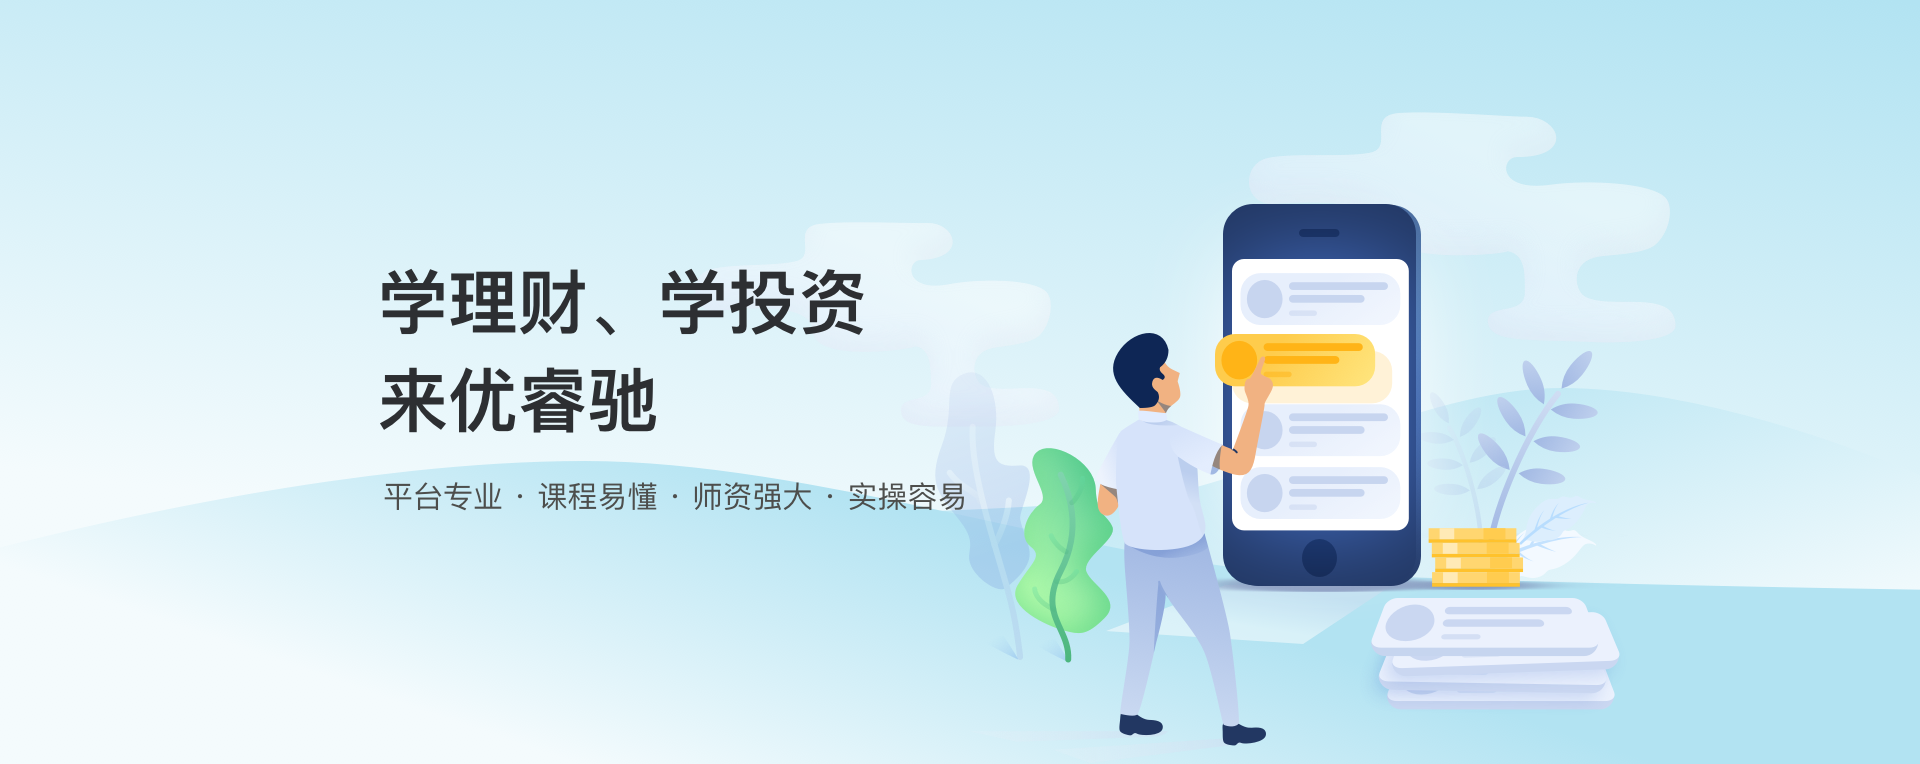 学理财、学投资
来优睿驰
平台专业 · 课程易懂 · 师资强大 · 实操容易